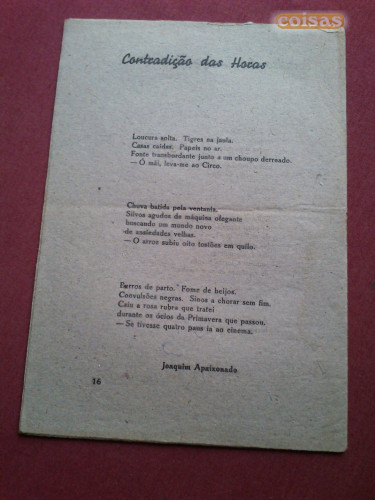 coisas
Contradição das Horas
Loucura aflita. Tigres na jaula.
Casas caídas. Papeis no ar.
Fonte transbordante junto a um choupo derreado.
— Ó mãi, leva-me ao Circo.
Chuva batida pela ventania.
Silvos agudos de máquina elegante
buscando um mundo novo
de ansiedades velhas.
— O arroz subiu oito tostões em quilo.
Berros de parto. Fome de beijos.
Convulsões negras. Sinos a chorar sem fim.
Caiu a rosa rubra que tratei
durante os ócios da Primavera que passou.
— Se tivesse quatro paus ia ao cinema.
Joaquim Apaixonado
16